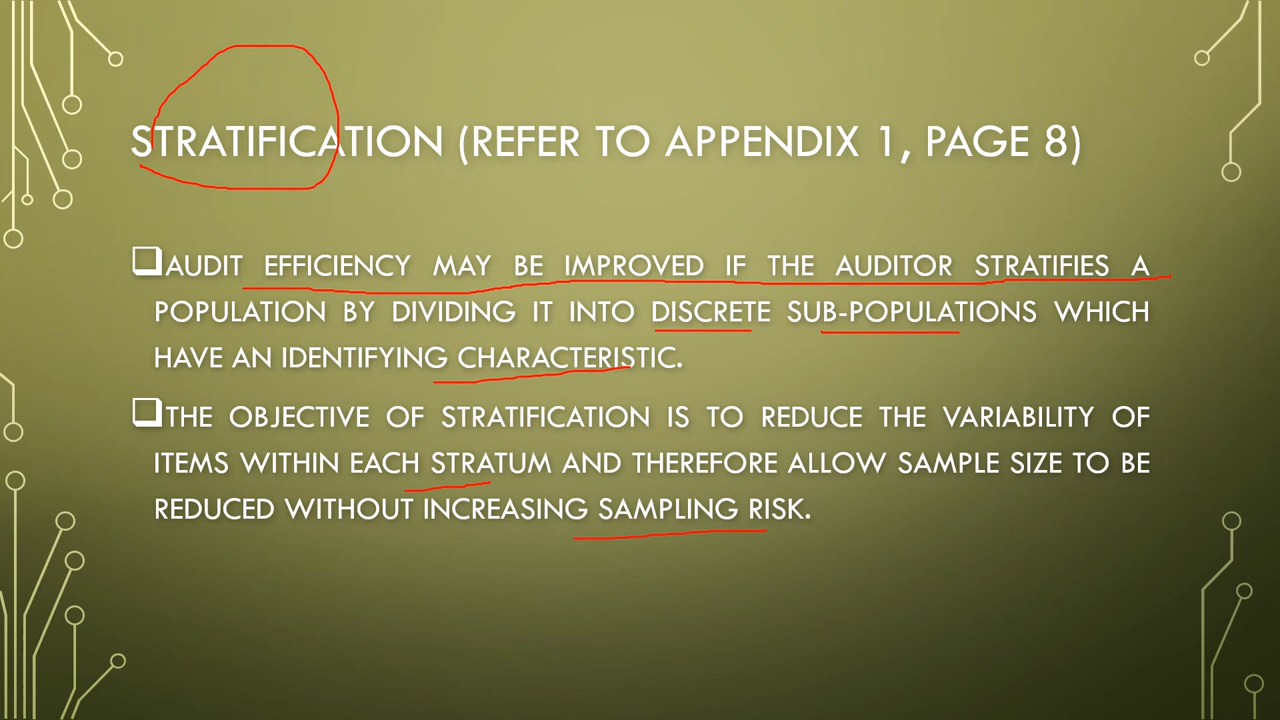 STRATIFICATION (REFER TO APPENDIX 1, PAGE 8)
AUDIT EFFICIENCY MAY BE IMPROVED IF THE AUDITOR STRATIFIES A
POPULATION BY DIVIDING IT INTO DISCRETE SUB-POPULATIONS WHICH
HAVE AN IDENTIFYING CHARACTERISTIC.
THE OBJECTIVE OF STRATIFICATION IS TO REDUCE THE VARIABILITY OF
ITEMS WITHIN EACH STRATUM AND THEREFORE ALLOW SAMPLE SIZE TO BE
REDUCED WITHOUT INCREASING SAMPLING RISK.